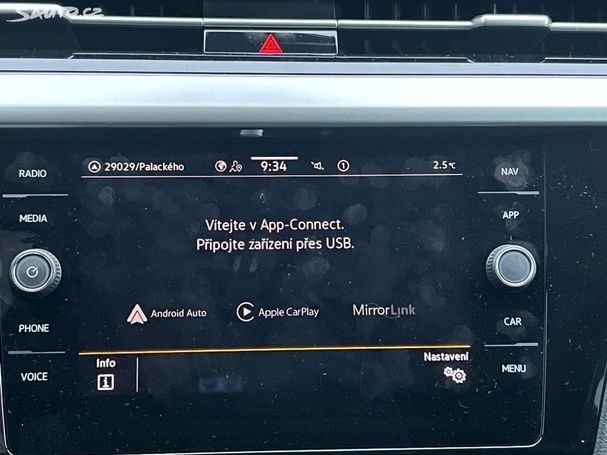 Sauto.cz
RADIO
MEDIA
PHONE
VOICE
29029/Palackého
9:34
1
2.5°C
Vítejte v App-Connect.
Připojte zařízení přes USB.
Android Auto
Apple CarPlay
MirrorLink
Info
Nastavení
NAV
APP
CAR
MENU